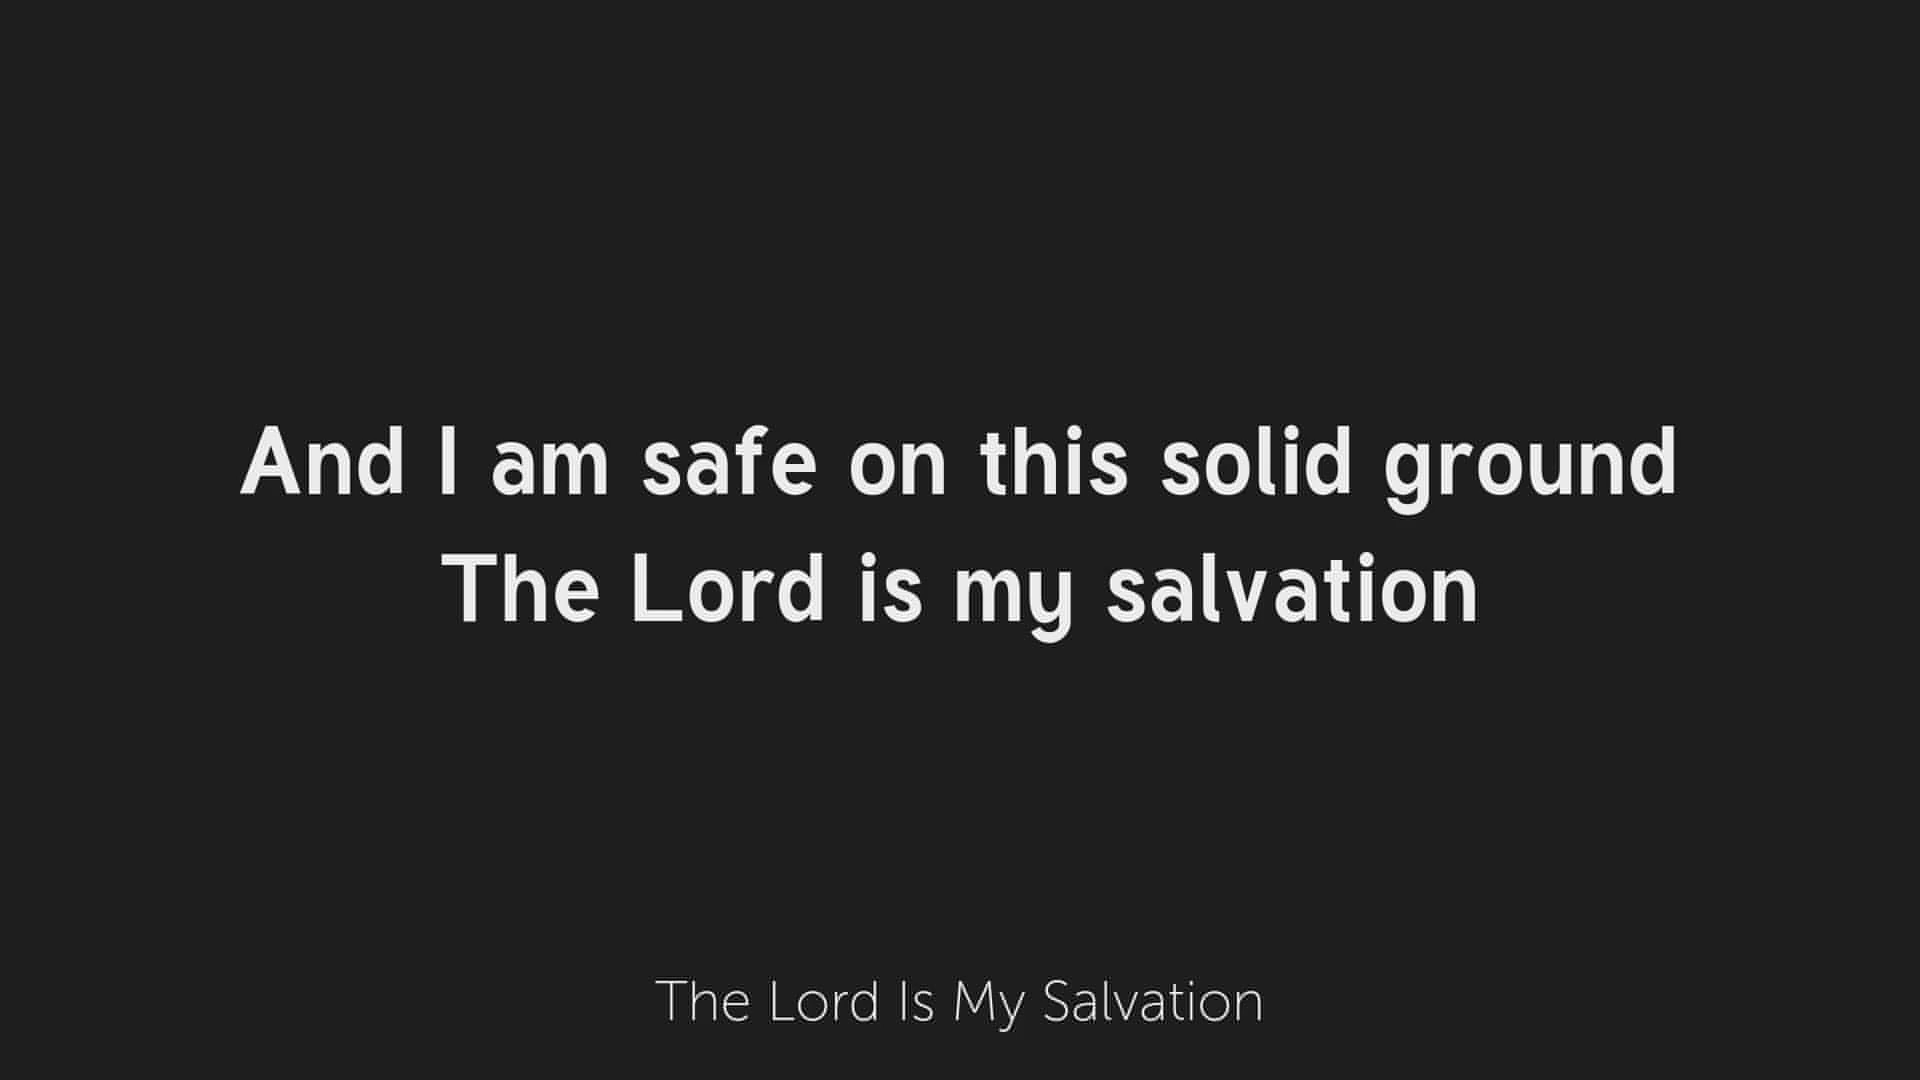 And I am safe on this solid ground
The Lord is my salvation
The Lord Is My Salvation